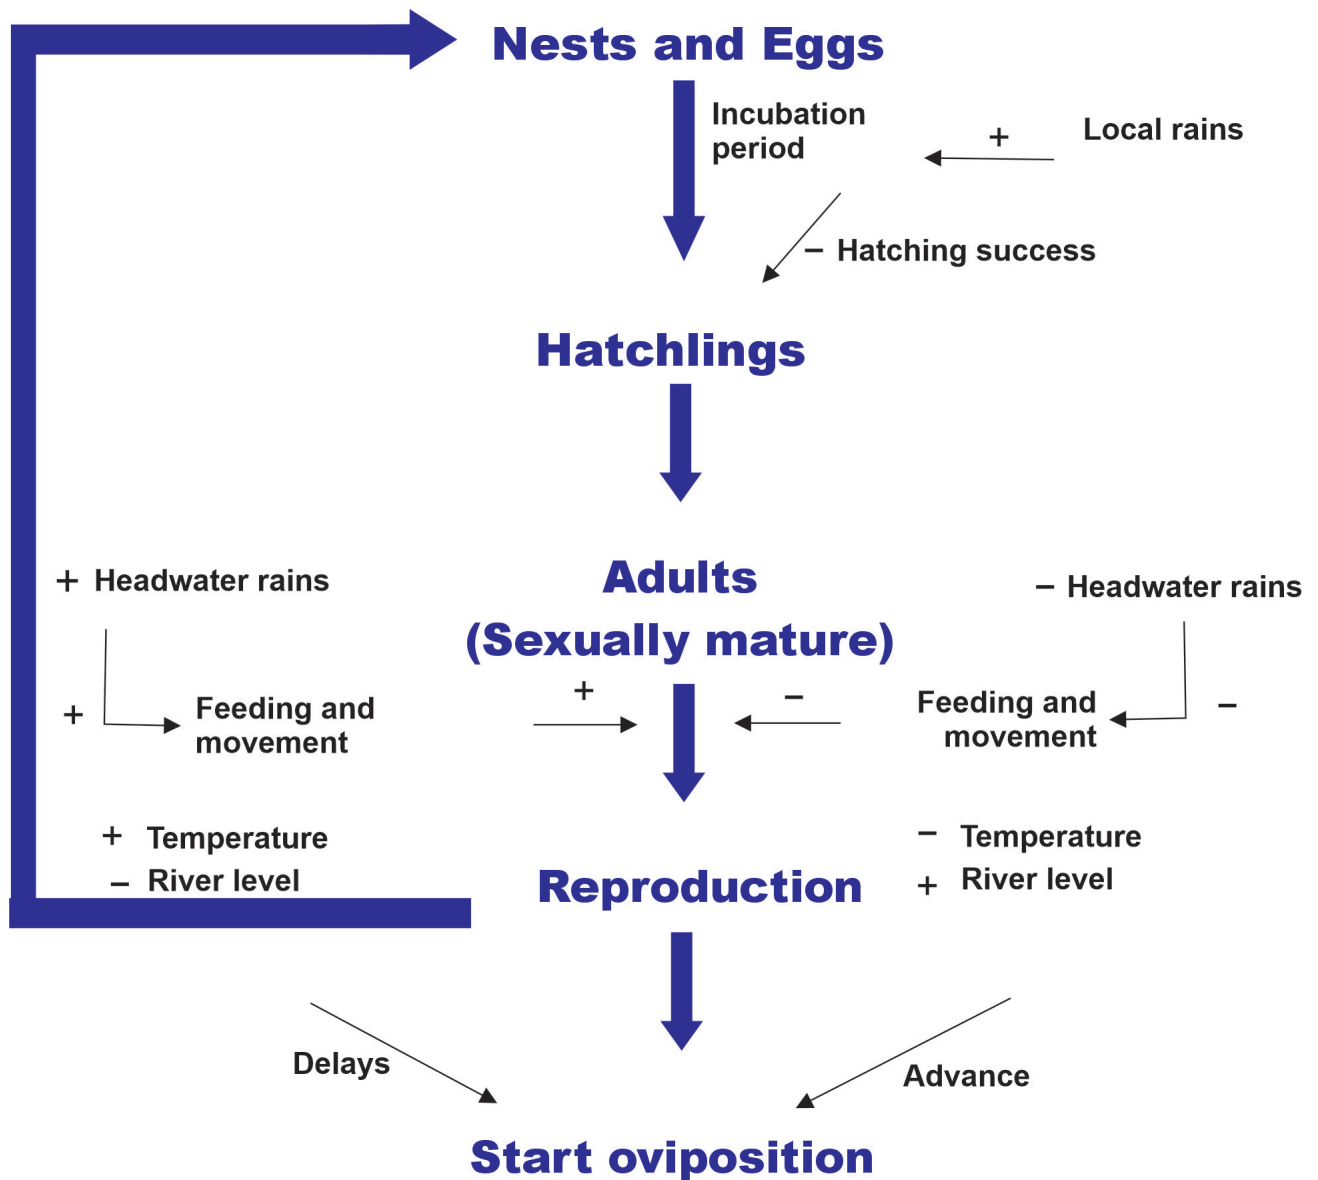 Nests and Eggs
Incubation
period
+
Local rains
– Hatching success
Hatchlings
+ Headwater rains
Adults
(Sexually mature)
– Headwater rains
+
Feeding and
movement
+
–
Feeding and
movement
–
+ Temperature
– River level
Reproduction
– Temperature
+ River level
Delays
Advance
Start oviposition